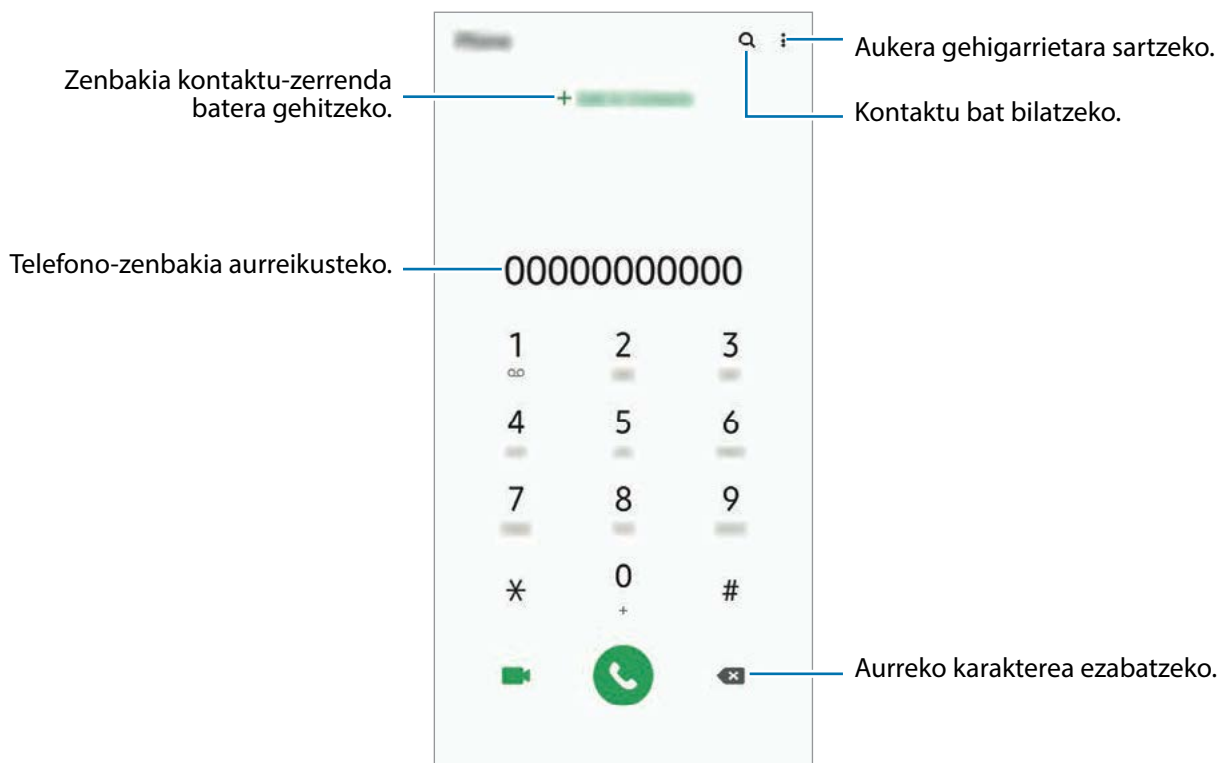 Aukera gehigarrietara sartzeko.
Zenbakia kontaktu-zerrenda
batera gehitzeko.
+
Kontaktu bat bilatzeko.
Telefono-zenbakia aurreikusteko.
00000000000
1 2 3
4 5 6
7 8 9
* 0 #
+
Aurreko karakterea ezabatzeko.